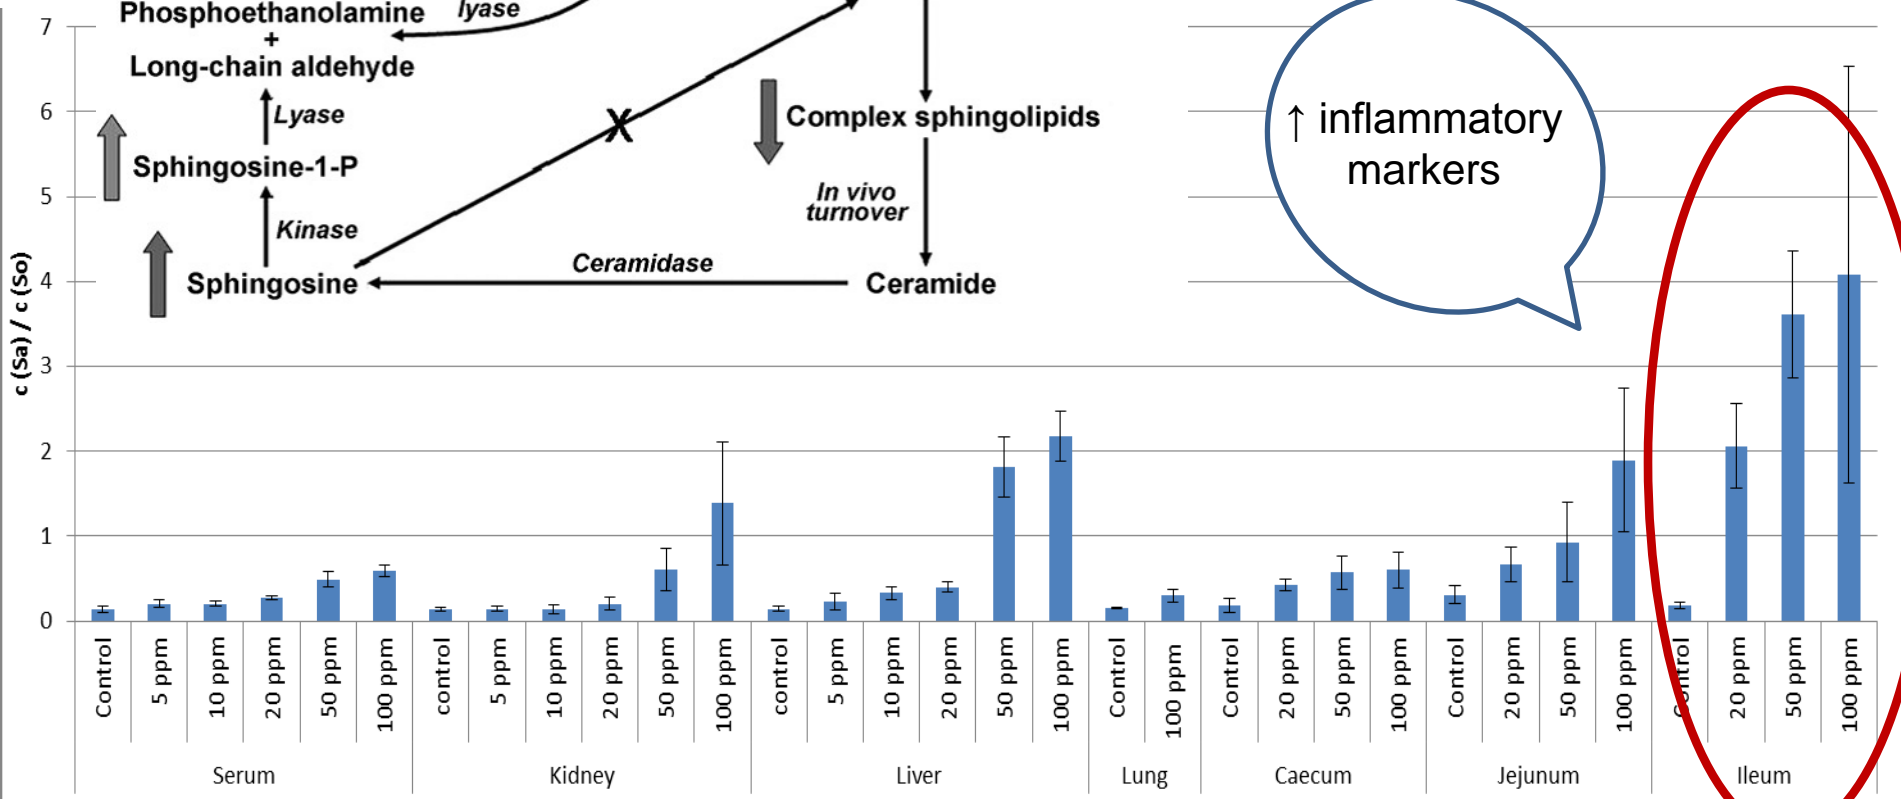 Phosphoethanolamine
lyase
+
Long-chain aldehyde
Lyase
Sphingosine-1-P
Kinase
Sphingosine
X
Complex sphingolipids
In vivo
turnover
Ceramidase
Ceramide
↑ inflammatory
markers
c (Sa) / c (So)
7
6
5
4
3
2
1
0
Control
5 ppm
10 ppm
20 ppm
50 ppm
100 ppm
control
5 ppm
10 ppm
20 ppm
50 ppm
100 ppm
control
5 ppm
10 ppm
20 ppm
50 ppm
100 ppm
Control
100 ppm
Control
20 ppm
50 ppm
100 ppm
Control
20 ppm
50 ppm
100 ppm
Control
20 ppm
50 ppm
100 ppm
Serum
Kidney
Liver
Lung
Caecum
Jejunum
Ileum